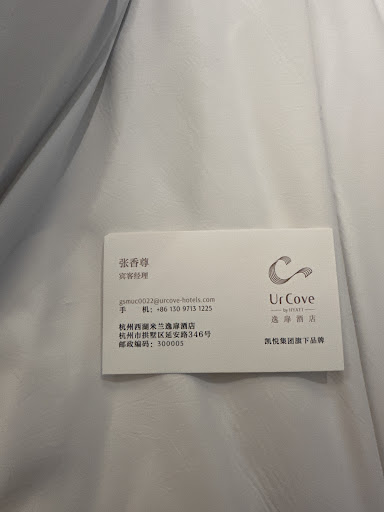 张香尊
宾客经理
gsmuc0022@urcove-hotels.com
手 机：+86 130 9713 1225
杭州西湖米兰逸扉酒店
杭州市拱墅区延安路346号
邮政编码：300003
UrCove
by HYATT
逸扉酒店
凯悦集团旗下品牌